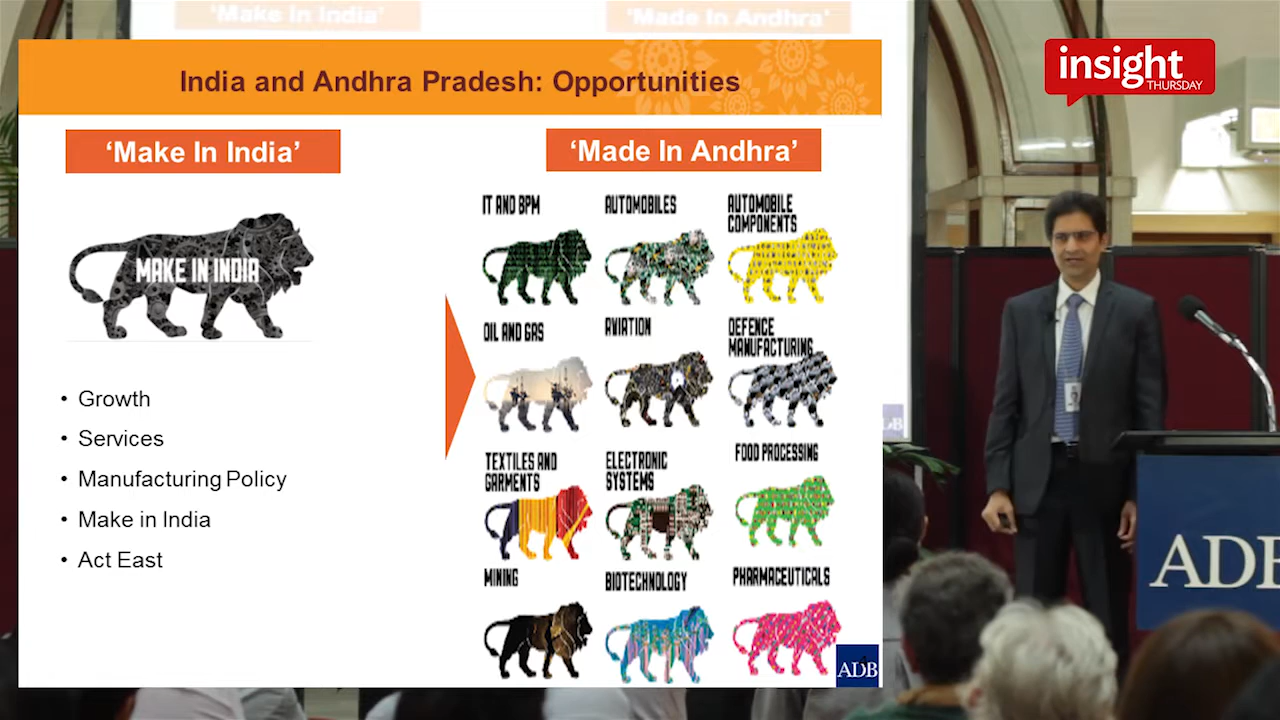 ‘Make In India’
‘Made In Andhra’
insight
THURSDAY
India and Andhra Pradesh: Opportunities
‘Make In India’
MAKE IN INDIA
• Growth
• Services
• Manufacturing Policy
• Make in India
• Act East
‘Made In Andhra’
IT AND BPM
AUTOMOBILES
AUTOMOBILE
COMPONENTS
OIL AND GAS
AVIATION
DEFENCE
MANUFACTURING
TEXTILES AND
GARMENTS
ELECTRONIC
SYSTEMS
FOOD PROCESSING
MINING
BIOTECHNOLOGY
PHARMACEUTICALS
ADB
DB
ADB